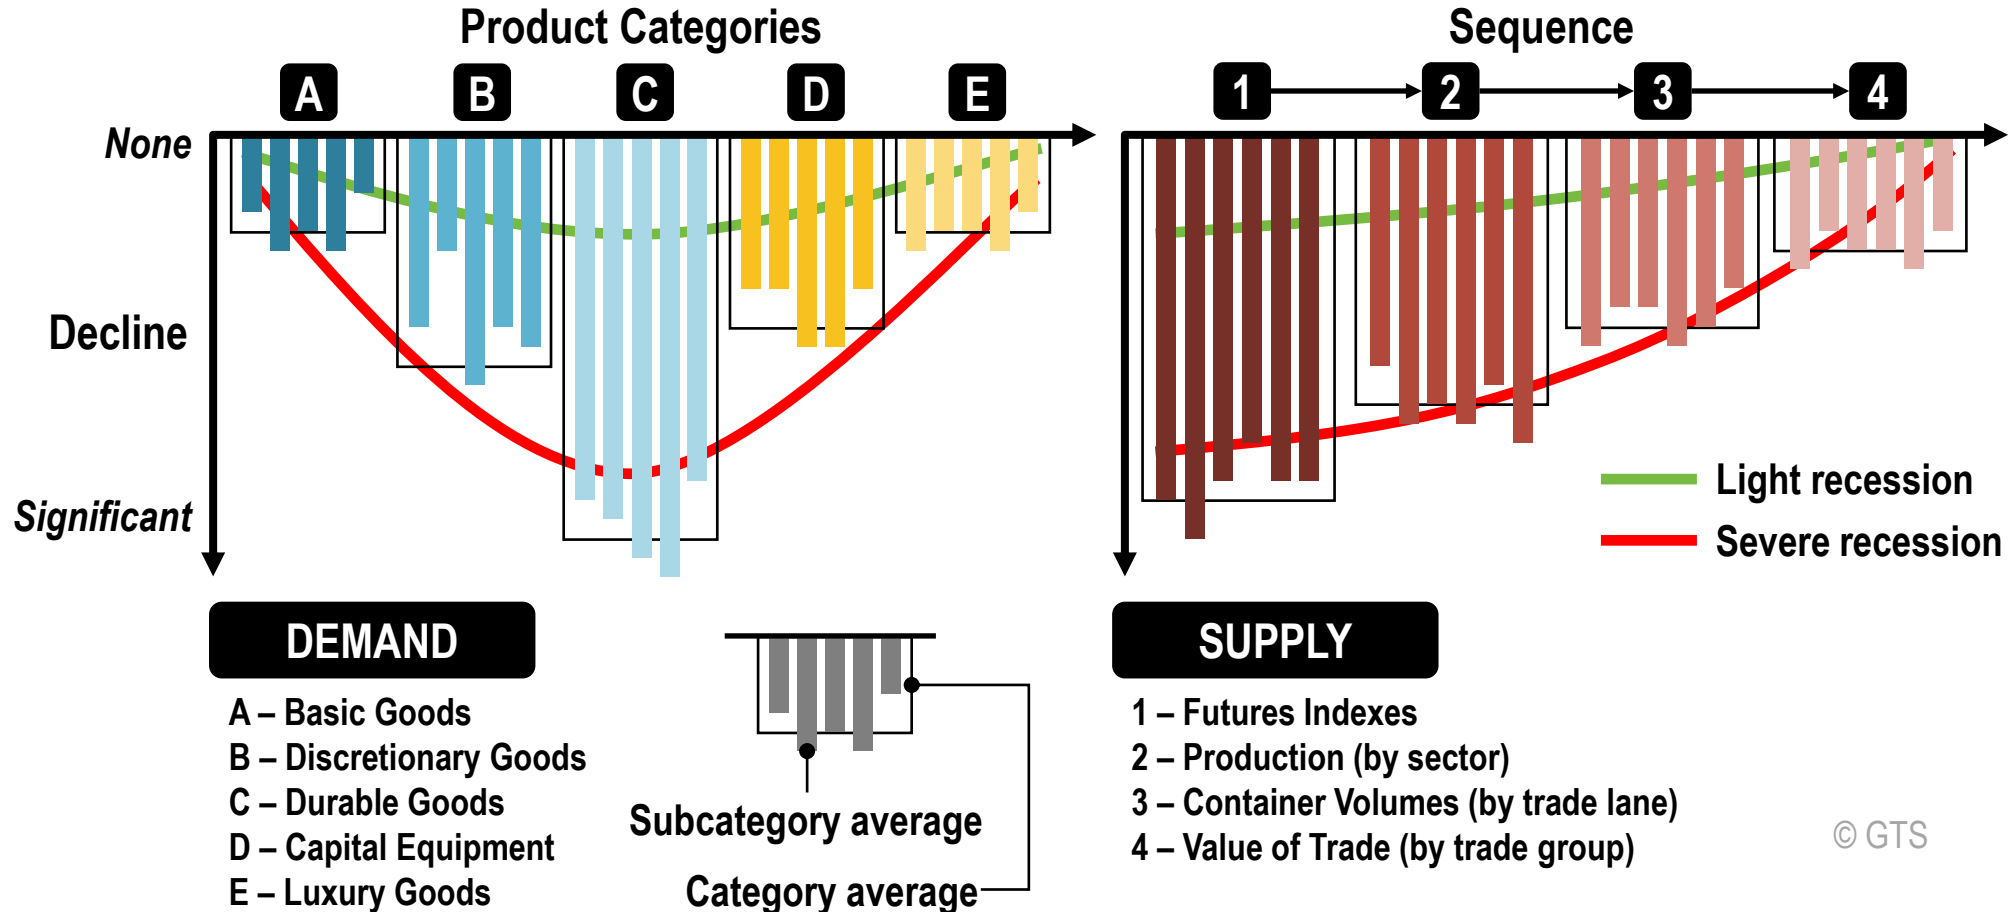 Product Categories
Sequence
A B C D E
1 2 3 4
None
Decline
Significant
Light recession
Severe recession
DEMAND
A – Basic Goods
B – Discretionary Goods
C – Durable Goods
D – Capital Equipment
E – Luxury Goods
Subcategory average
Category average
SUPPLY
1 – Futures Indexes
2 – Production (by sector)
3 – Container Volumes (by trade lane)
4 – Value of Trade (by trade group)
© GTS